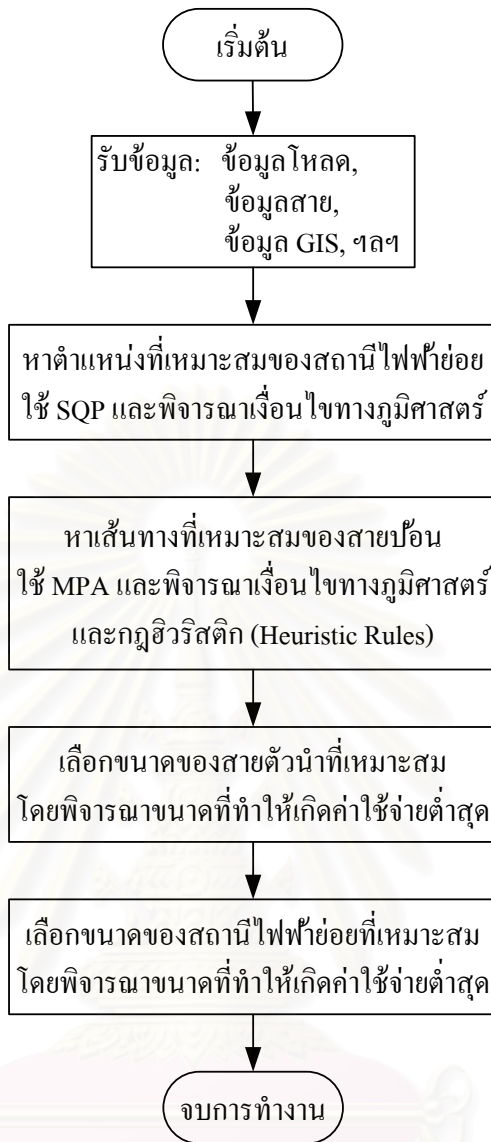 เริ่มต้น
รับข้อมูล: ข้อมูลโหลด,
ข้อมูลสาย,
ข้อมูล GIS, ฯลฯ
หาตำแหน่งที่เหมาะสมของสถานีไฟฟ้าย่อย
ใช้ SQP และพิจารณาเงื่อนไขทางภูมิศาสตร์
หาเส้นทางที่เหมาะสมของสายป้อน
ใช้ MPA และพิจารณาเงื่อนไขทางภูมิศาสตร์
และกฎฮิวริสติก (Heuristic Rules)
เลือกขนาดของสายตัวนำที่เหมาะสม
โดยพิจารณาขนาดที่ทำให้เกิดค่าใช้จ่ายต่ำสุด
เลือกขนาดของสถานีไฟฟ้าย่อยที่เหมาะสม
โดยพิจารณาขนาดที่ทำให้เกิดค่าใช้จ่ายต่ำสุด
จบการทำงาน